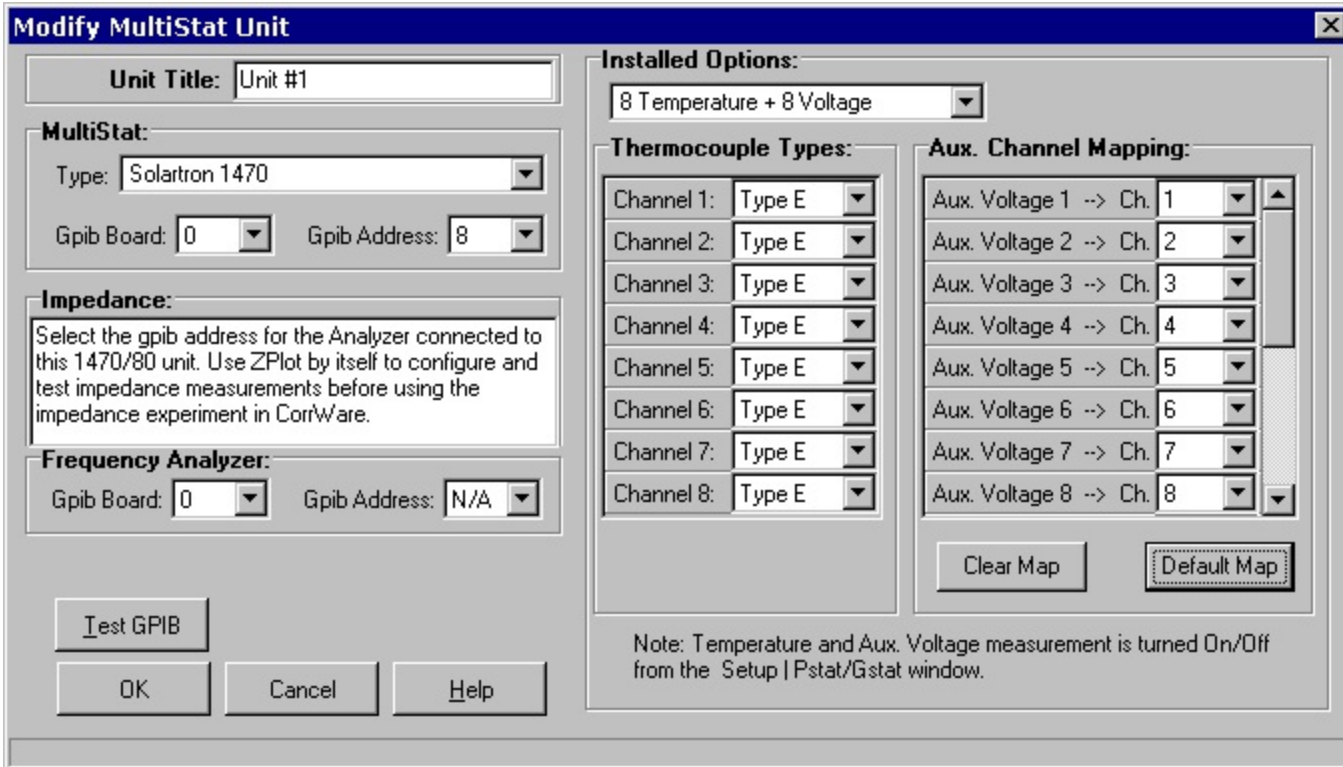 Modify MultiStat Unit
Unit Title: Unit #1
MultiStat:
Type: Solartron 1470
Gpib Board: 0 Gpib Address: 8
Impedance:
Select the gpib address for the Analyzer connected to
this 1470/80 unit. Use ZPlot by itself to configure and
test impedance measurements before using the
impedance experiment in CorrWare.
Frequency Analyzer:
Gpib Board: 0 Gpib Address: N/A
Test GPIB
OK Cancel Help
Installed Options:
8 Temperature + 8 Voltage
Thermocouple Types:
Channel 1: Type E
Channel 2: Type E
Channel 3: Type E
Channel 4: Type E
Channel 5: Type E
Channel 6: Type E
Channel 7: Type E
Channel 8: Type E
Aux. Channel Mapping:
Aux. Voltage 1 --> Ch. 1
Aux. Voltage 2 --> Ch. 2
Aux. Voltage 3 --> Ch. 3
Aux. Voltage 4 --> Ch. 4
Aux. Voltage 5 --> Ch. 5
Aux. Voltage 6 --> Ch. 6
Aux. Voltage 7 --> Ch. 7
Aux. Voltage 8 --> Ch. 8
Clear Map Default Map
Note: Temperature and Aux. Voltage measurement is turned On/Off
from the Setup | Pstat/Gstat window.